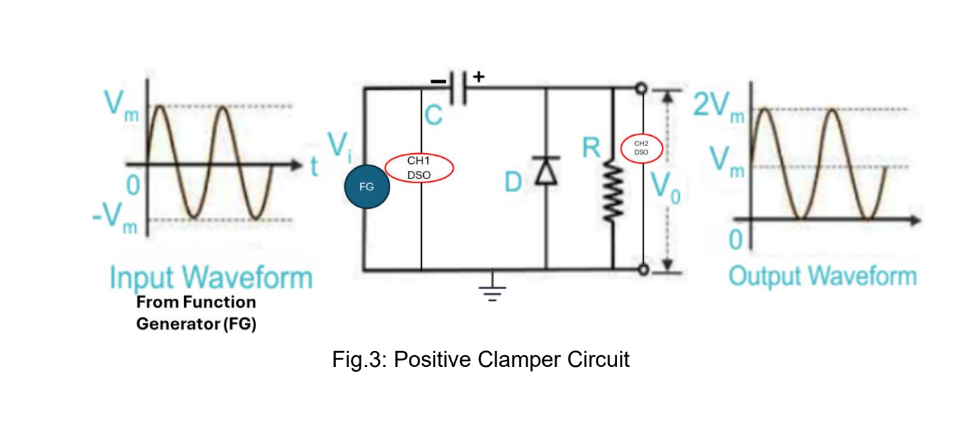 Vm
0
-Vm
t
Input Waveform
From Function
Generator (FG)
Vi
FG
CH1
DSO
− +
C
D
R
CH2
DSO
V0
2Vm
Vm
0
Output Waveform
Fig.3: Positive Clamper Circuit